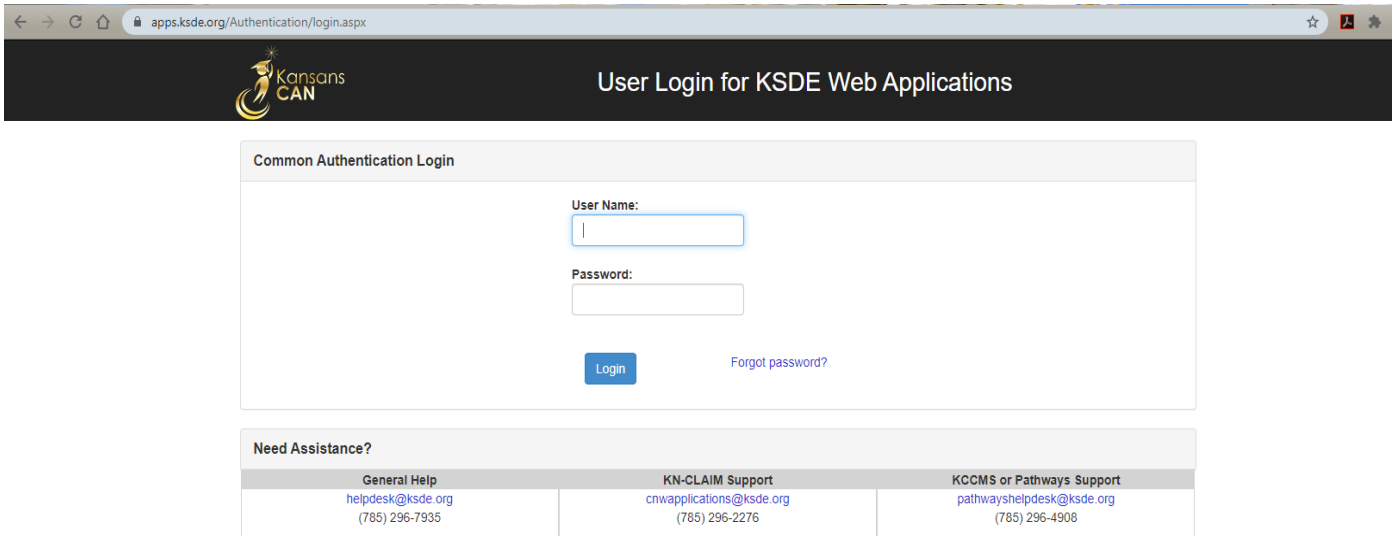 apps.ksde.org/Authentication/login.aspx
Kansans
CAN
User Login for KSDE Web Applications
Common Authentication Login
User Name:
Password:
Login
Forgot password?
Need Assistance?
General Help
helpdesk@ksde.org
(785) 296-7935
KN-CLAIM Support
cnwapplications@ksde.org
(785) 296-2276
KCCMS or Pathways Support
pathwayshelpdesk@ksde.org
(785) 296-4908